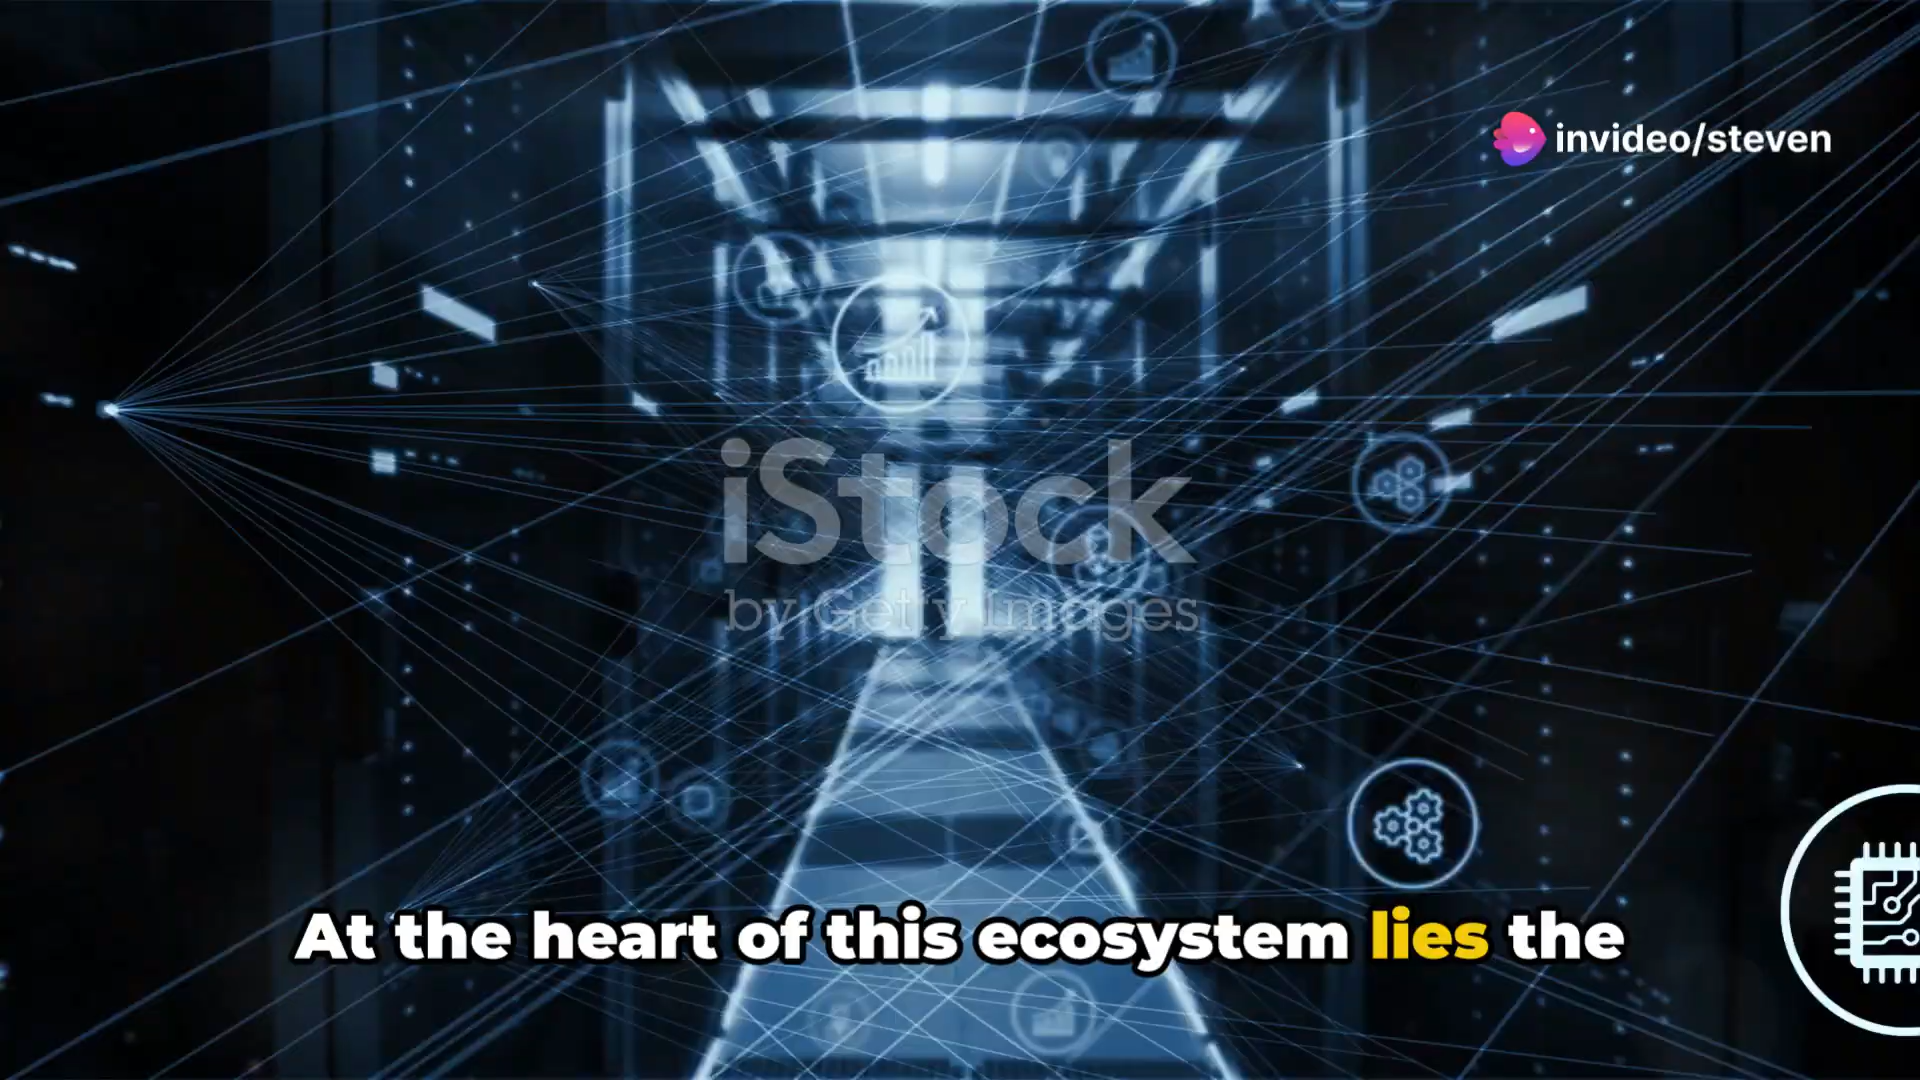 invideo/steven
iStock
by Getty Images
At the heart of this ecosystem lies the